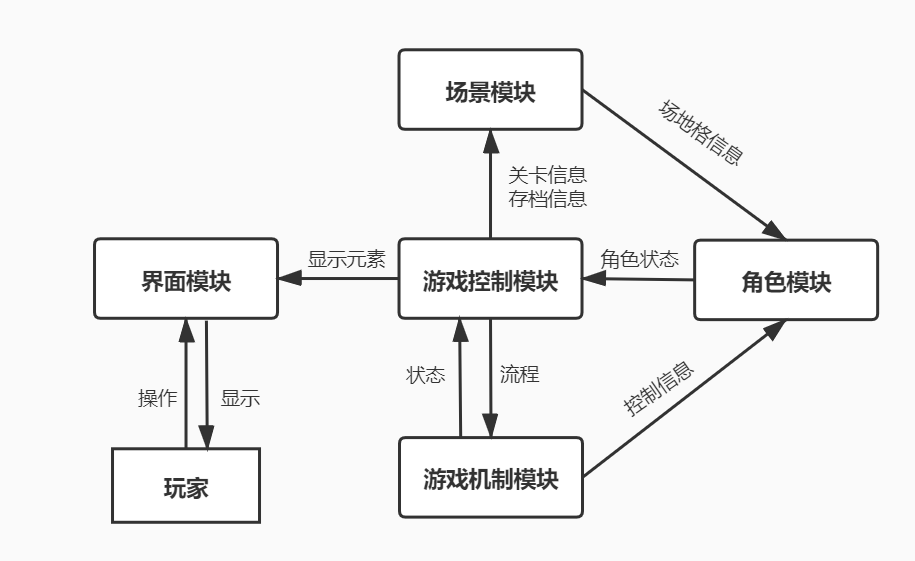 场景模块
场地格信息
关卡信息
存档信息
界面模块
显示元素
游戏控制模块
角色状态
角色模块
操作
显示
状态
流程
控制信息
玩家
游戏机制模块